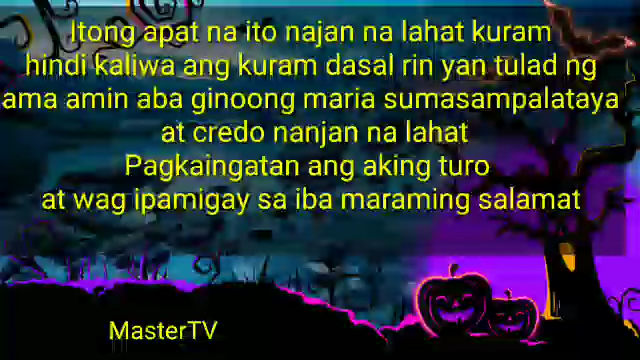 Itong apat na ito najan na lahat kuram
hindi kaliwa ang kuram dasal rin yan tulad ng
ama amin aba ginoong maria sumasampalataya
at credo nanjan na lahat
Pagkaingatan ang aking turo
at wag ipamigay sa iba maraming salamat
MasterTV